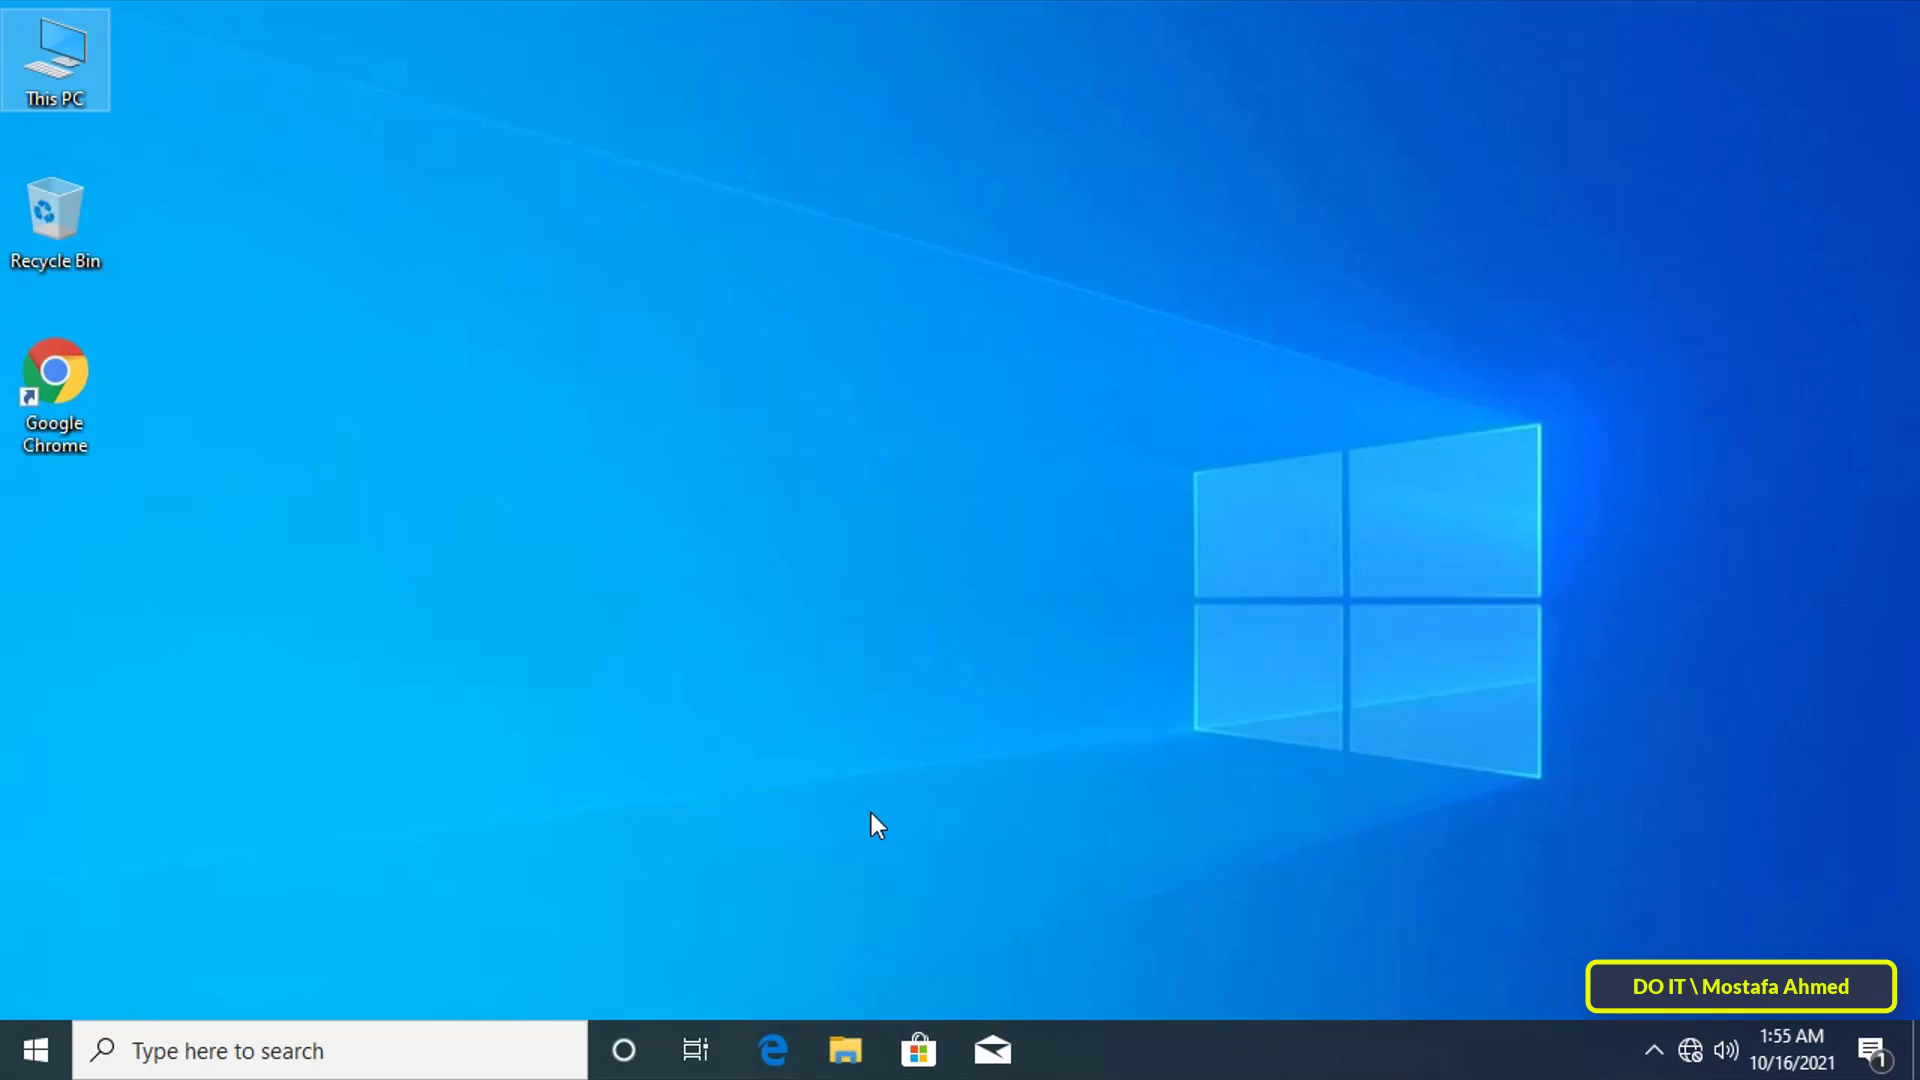 This PC
Recycle Bin
Google
Chrome
DO IT \ Mostafa Ahmed
Type here to search
1:55 AM
10/16/2021
1